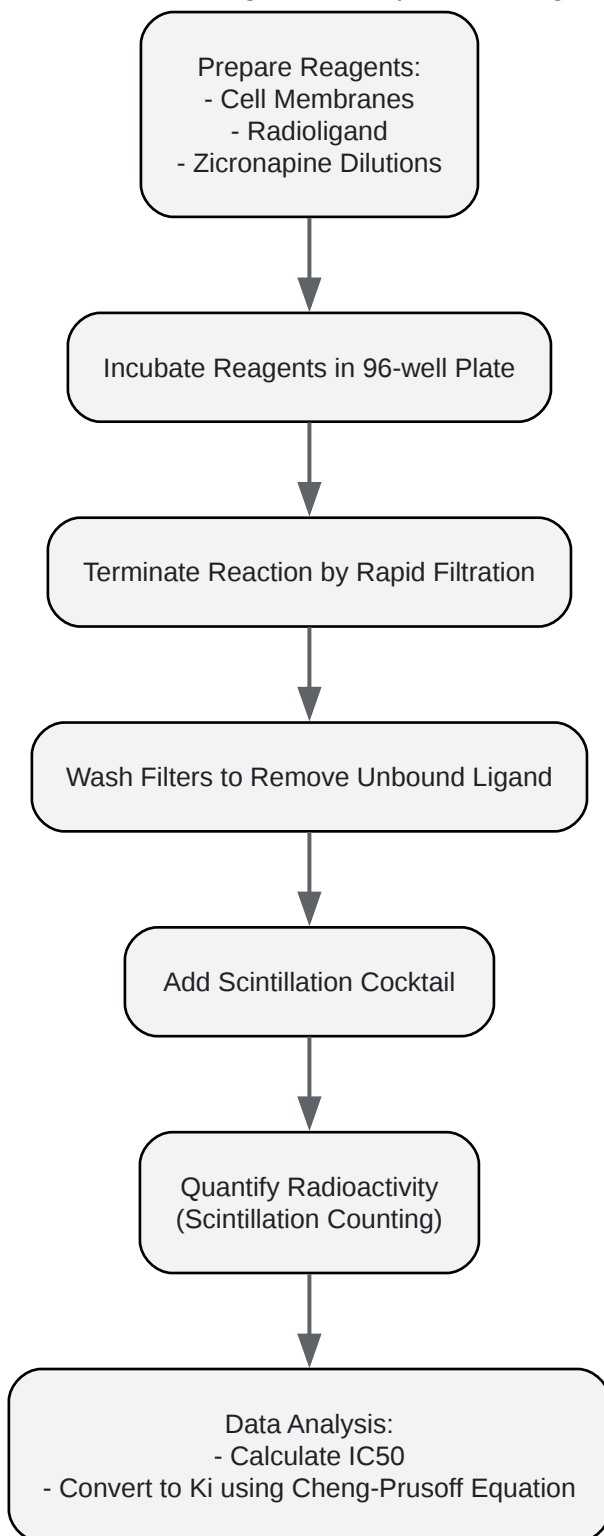 Prepare Reagents:
- Cell Membranes
- Radioligand
- Zicronapine Dilutions
Incubate Reagents in 96-well Plate
Terminate Reaction by Rapid Filtration
Wash Filters to Remove Unbound Ligand
Add Scintillation Cocktail
Quantify Radioactivity
(Scintillation Counting)
Data Analysis:
- Calculate IC50
- Convert to Ki using Cheng-Prusoff Equation